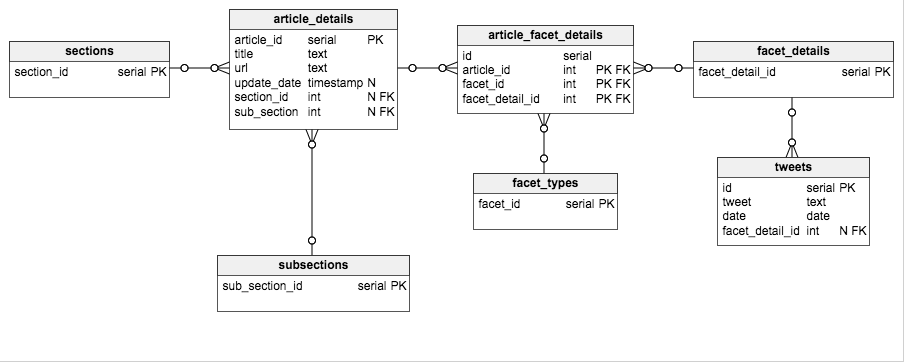 sections
section_id serial PK
article_details
article_id serial PK
title text
url text
update_date timestamp N
section_id int N FK
sub_section int N FK
article_facet_details
id serial
article_id int PK FK
facet_id int PK FK
facet_detail_id int PK FK
facet_details
facet_detail_id serial PK
facet_types
facet_id serial PK
tweets
id serial PK
tweet text
date date
facet_detail_id int N FK
subsections
sub_section_id serial PK